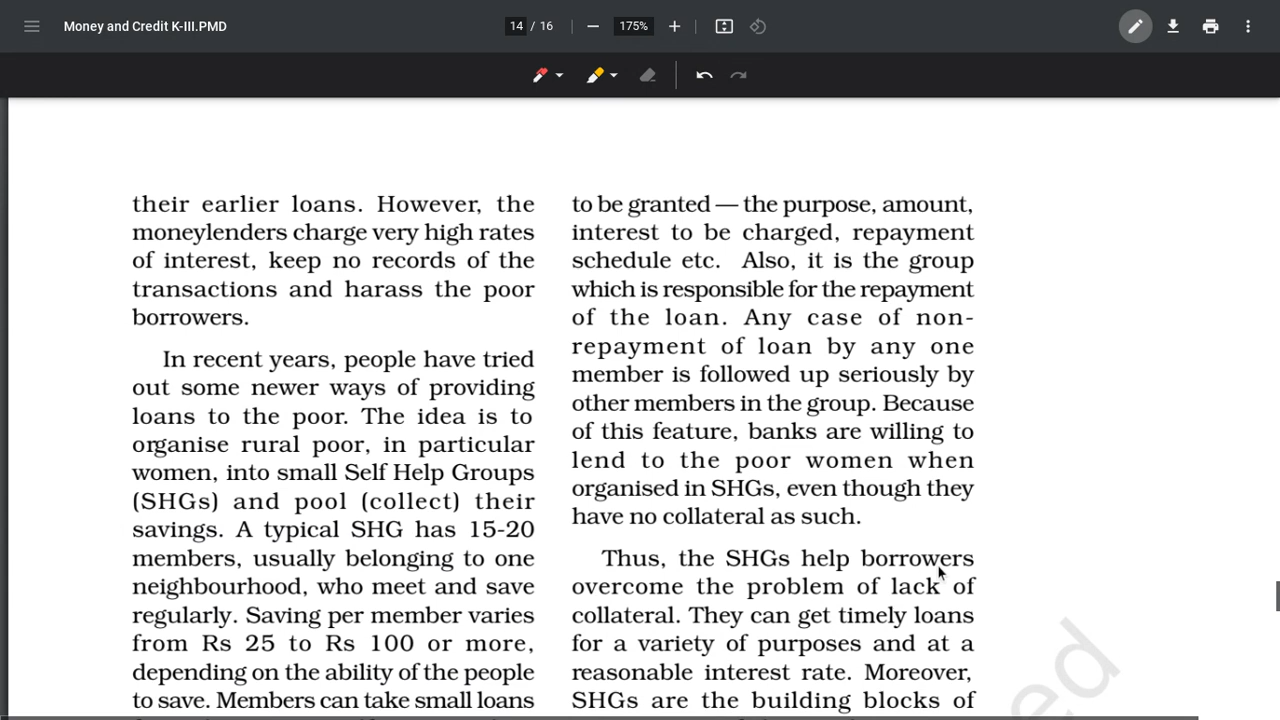 Money and Credit K-III.PMD
14 / 16
175%
their earlier loans. However, the
moneylenders charge very high rates
of interest, keep no records of the
transactions and harass the poor
borrowers.
In recent years, people have tried
out some newer ways of providing
loans to the poor. The idea is to
organise rural poor, in particular
women, into small Self Help Groups
(SHGs) and pool (collect) their
savings. A typical SHG has 15-20
members, usually belonging to one
neighbourhood, who meet and save
regularly. Saving per member varies
from Rs 25 to Rs 100 or more,
depending on the ability of the people
to save. Members can take small loans
to be granted — the purpose, amount,
interest to be charged, repayment
schedule etc. Also, it is the group
which is responsible for the repayment
of the loan. Any case of non-
repayment of loan by any one
member is followed up seriously by
other members in the group. Because
of this feature, banks are willing to
lend to the poor women when
organised in SHGs, even though they
have no collateral as such.
Thus, the SHGs help borrowers
overcome the problem of lack of
collateral. They can get timely loans
for a variety of purposes and at a
reasonable interest rate. Moreover,
SHGs are the building blocks of
ed